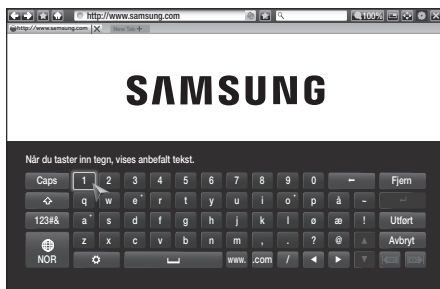 http://www.samsung.com 100%
http://www.samsung.com New Tab +
SAMSUNG
Når du taster inn tegn, vises anbefalt tekst.
Caps 1 2 3 4 5 6 7 8 9 0 ← Fjern
q w e r t y u i o p å ~
123#& a s d f g h j k l ø æ ! Utført
z x c v b n m , . ? @ ▲ Avbryt
NOR www. .com / ◀ ▶ ▼